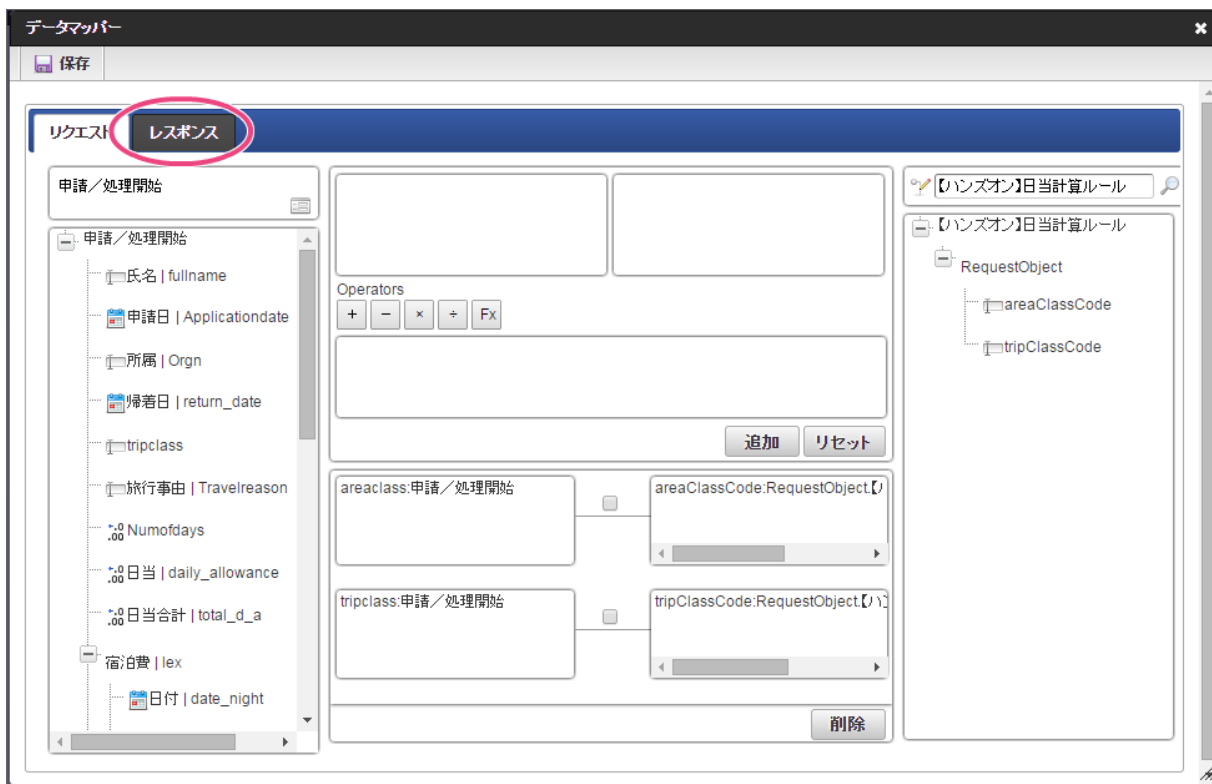 データマッパー
保存
リクエスト
レスポンス
申請／処理開始
申請／処理開始
氏名 | fullname
申請日 | Applicationdate
所属 | Orgn
帰着日 | return_date
tripclass
旅行事由 | Travelreason
Numofdays
日当 | daily_allowance
日当合計 | total_d_a
宿泊費 | lex
日付 | date_night
Operators
+ − × ÷ Fx
追加 リセット
areaclass:申請／処理開始
areaClassCode:RequestObject.【ハ
tripclass:申請／処理開始
tripClassCode:RequestObject.【ハン
削除
【ハンズオン】日当計算ルール
【ハンズオン】日当計算ルール
RequestObject
areaClassCode
tripClassCode